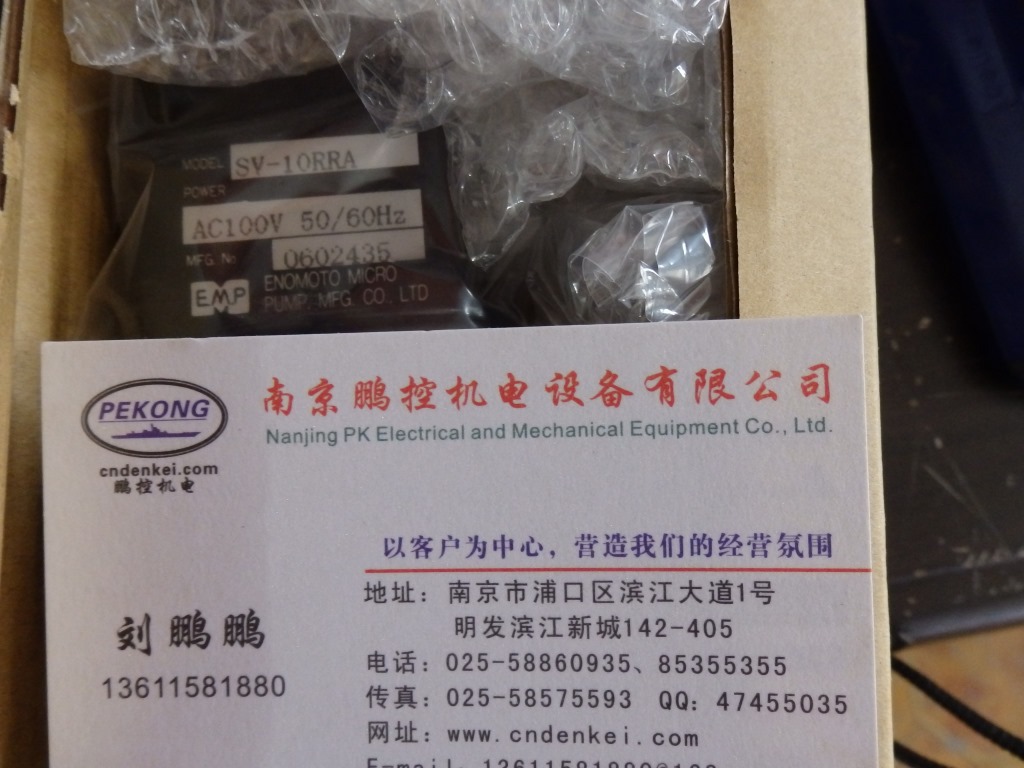 MODEL SV-10RRA
POWER
AC100V 50/60Hz
MFG. No 0602435
EMP ENOMOTO MICRO
PUMP. MFG. CO. LTD
PEKONG
cndenkei.com
鹏控机电
南京鹏控机电设备有限公司
Nanjing PK Electrical and Mechanical Equipment Co., Ltd.
以客户为中心，营造我们的经营氛围
刘鹏鹏
13611581880
地址：南京市浦口区滨江大道1号
明发滨江新城142-405
电话：025-58860935、85355355
传真：025-58575593 QQ：47455035
网址：www.cndenkei.com